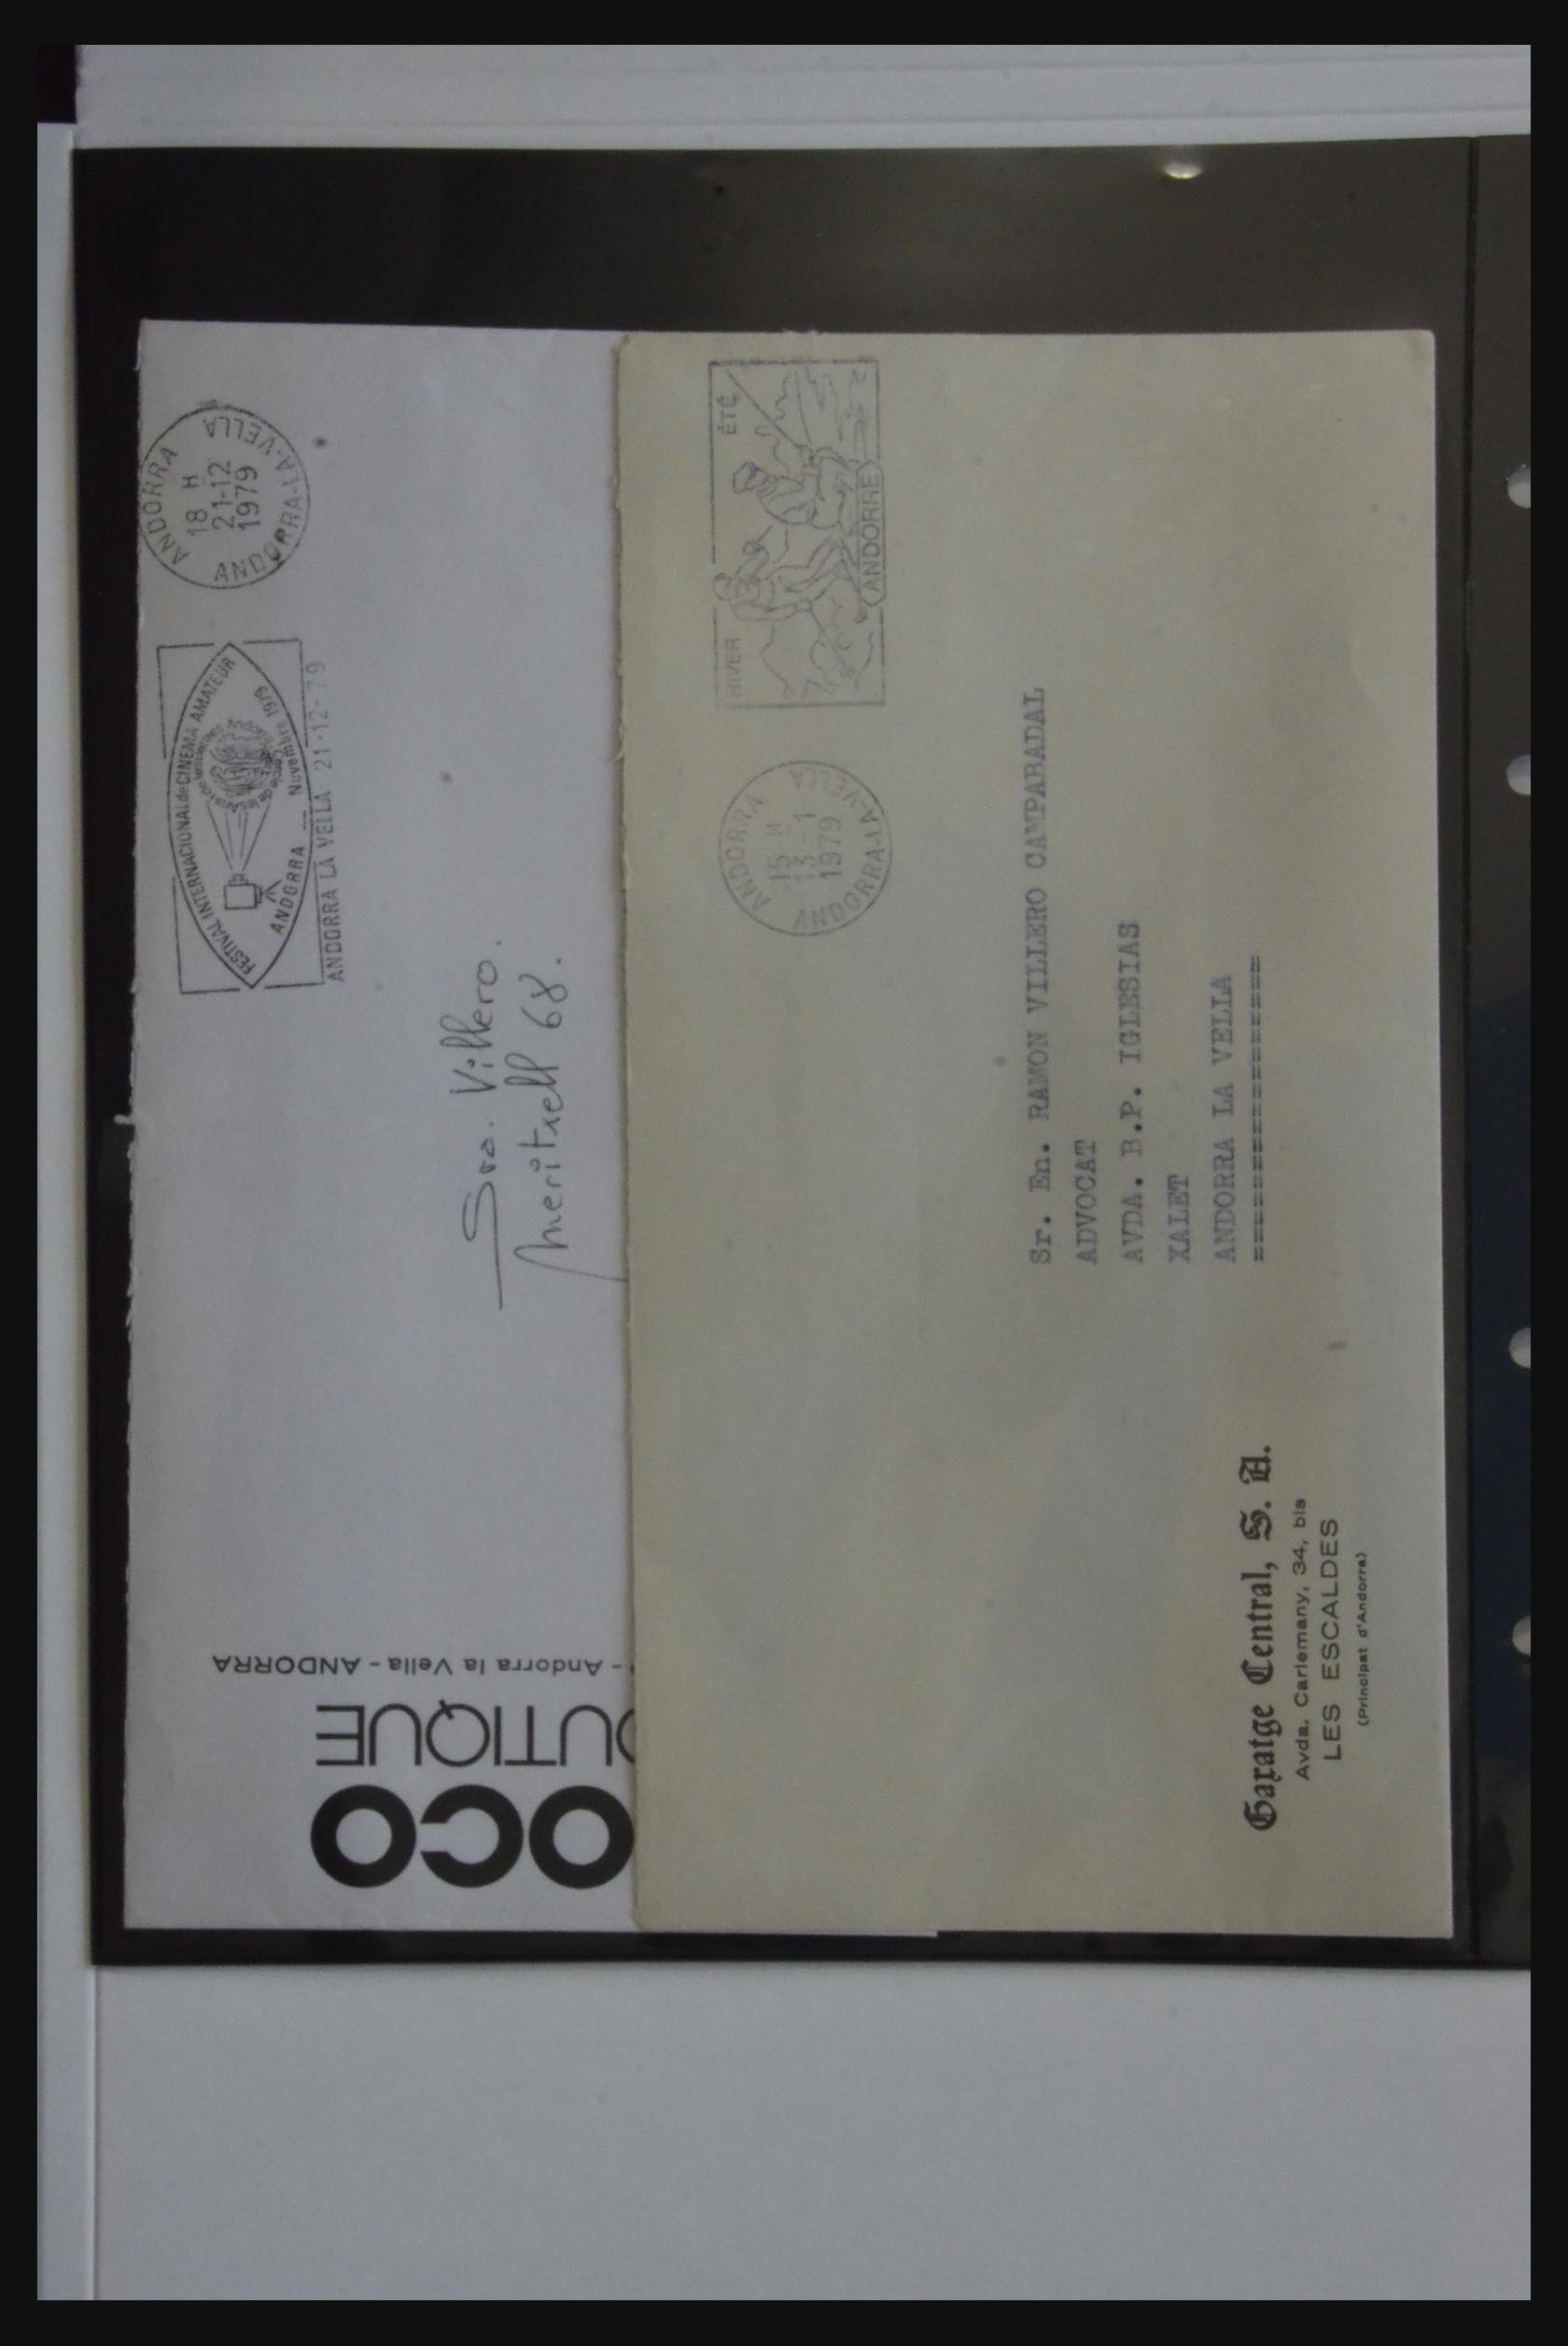 ANDORRA
18 H
21-12
1979
ANDORRA-LA-VELLA
FESTIVAL INTERNACIONAL de CINEMA AMATEUR
ANDORRA — Novembre 1979
ANDORRA LA VELLA 21-12-79
Sra. Villero.
Meritxell 68.
- Andorra la Vella - ANDORRA
OUTIQUE
OCO
HIVER
ÉTÉ
ANDORRE
ANDORRA
15 H
13-1
1979
ANDORRA-LA-VELLA
Sr. En. RAMON VILLERO CAMPABADAL
ADVOCAT
AVDA. B.P. IGLESIAS
XALET
ANDORRA LA VELLA
======================
Garatge Central, S. A.
Avda. Carlemany, 34, bis
LES ESCALDES
(Principat d'Andorra)